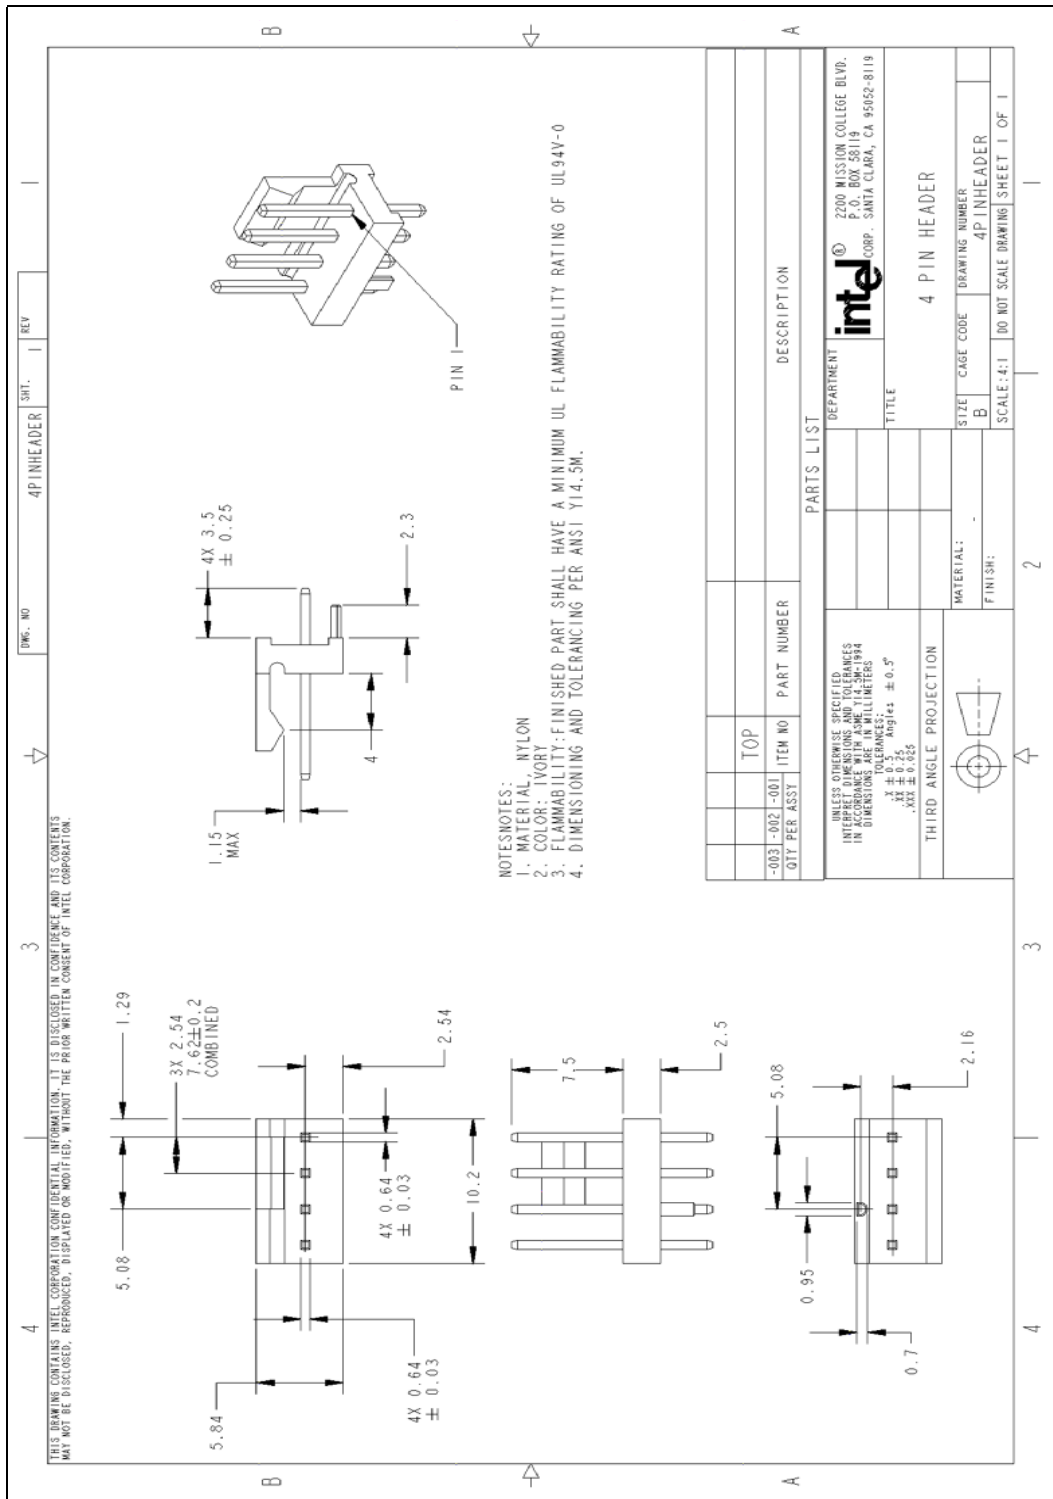 4
3
DWG. NO
4PINHEADER
SHT.
1
REV
1
THIS DRAWING CONTAINS INTEL CORPORATION CONFIDENTIAL INFORMATION. IT IS DISCLOSED IN CONFIDENCE AND ITS CONTENTS
MAY NOT BE DISCLOSED, REPRODUCED, DISPLAYED OR MODIFIED, WITHOUT THE PRIOR WRITTEN CONSENT OF INTEL CORPORATION.
B
B
5.84
4X 0.64
± 0.03
5.08
1.29
3X 2.54
7.62±0.2
COMBINED
2.54
4X 0.64
± 0.03
10.2
7.5
2.5
1.15
MAX
4
4X 3.5
± 0.25
2.3
PIN 1
NOTESNOTES:
1. MATERIAL, NYLON
2. COLOR: IVORY
3. FLAMMABILITY:FINISHED PART SHALL HAVE A MINIMUM UL FLAMMABILITY RATING OF UL94V-0
4. DIMENSIONING AND TOLERANCING PER ANSI Y14.5M.
0.95
0.7
5.08
2.16
A
A
TOP
-003 -002 -001
ITEM NO
PART NUMBER
DESCRIPTION
QTY PER ASSY
PARTS LIST
UNLESS OTHERWISE SPECIFIED
INTERPRET DIMENSIONS AND TOLERANCES
IN ACCORDANCE WITH ASME Y14.5M-1994
DIMENSIONS ARE IN MILLIMETERS
TOLERANCES:
.X ± 0.5 Angles ± 0.5°
.XX ± 0.25
.XXX ± 0.025
THIRD ANGLE PROJECTION
MATERIAL:
-
FINISH:
DEPARTMENT
intel®
CORP.
2200 MISSION COLLEGE BLVD.
P.O. BOX 58119
SANTA CLARA, CA 95052-8119
TITLE
4 PIN HEADER
SIZE
B
CAGE CODE
DRAWING NUMBER
4PINHEADER
SCALE:4:1
DO NOT SCALE DRAWING
SHEET 1 OF 1
4
3
2
1